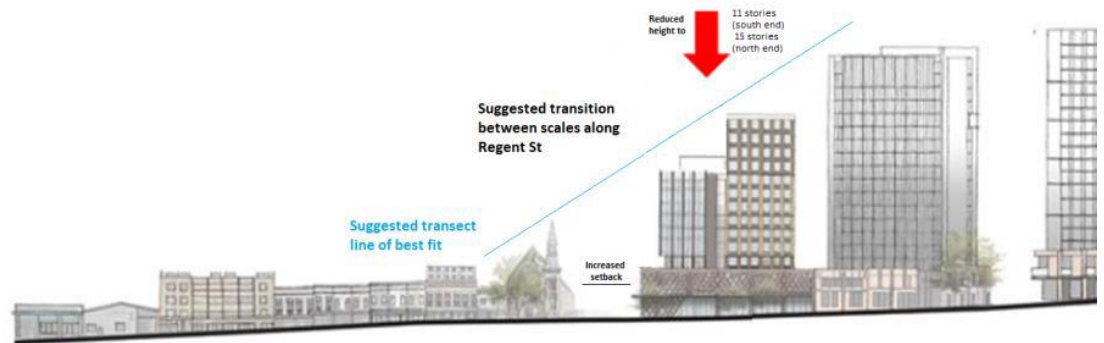 Reduced
height to
11 stories
(south end)
15 stories
(north end)
Suggested transition
between scales along
Regent St
Suggested transect
line of best fit
Increased
setback